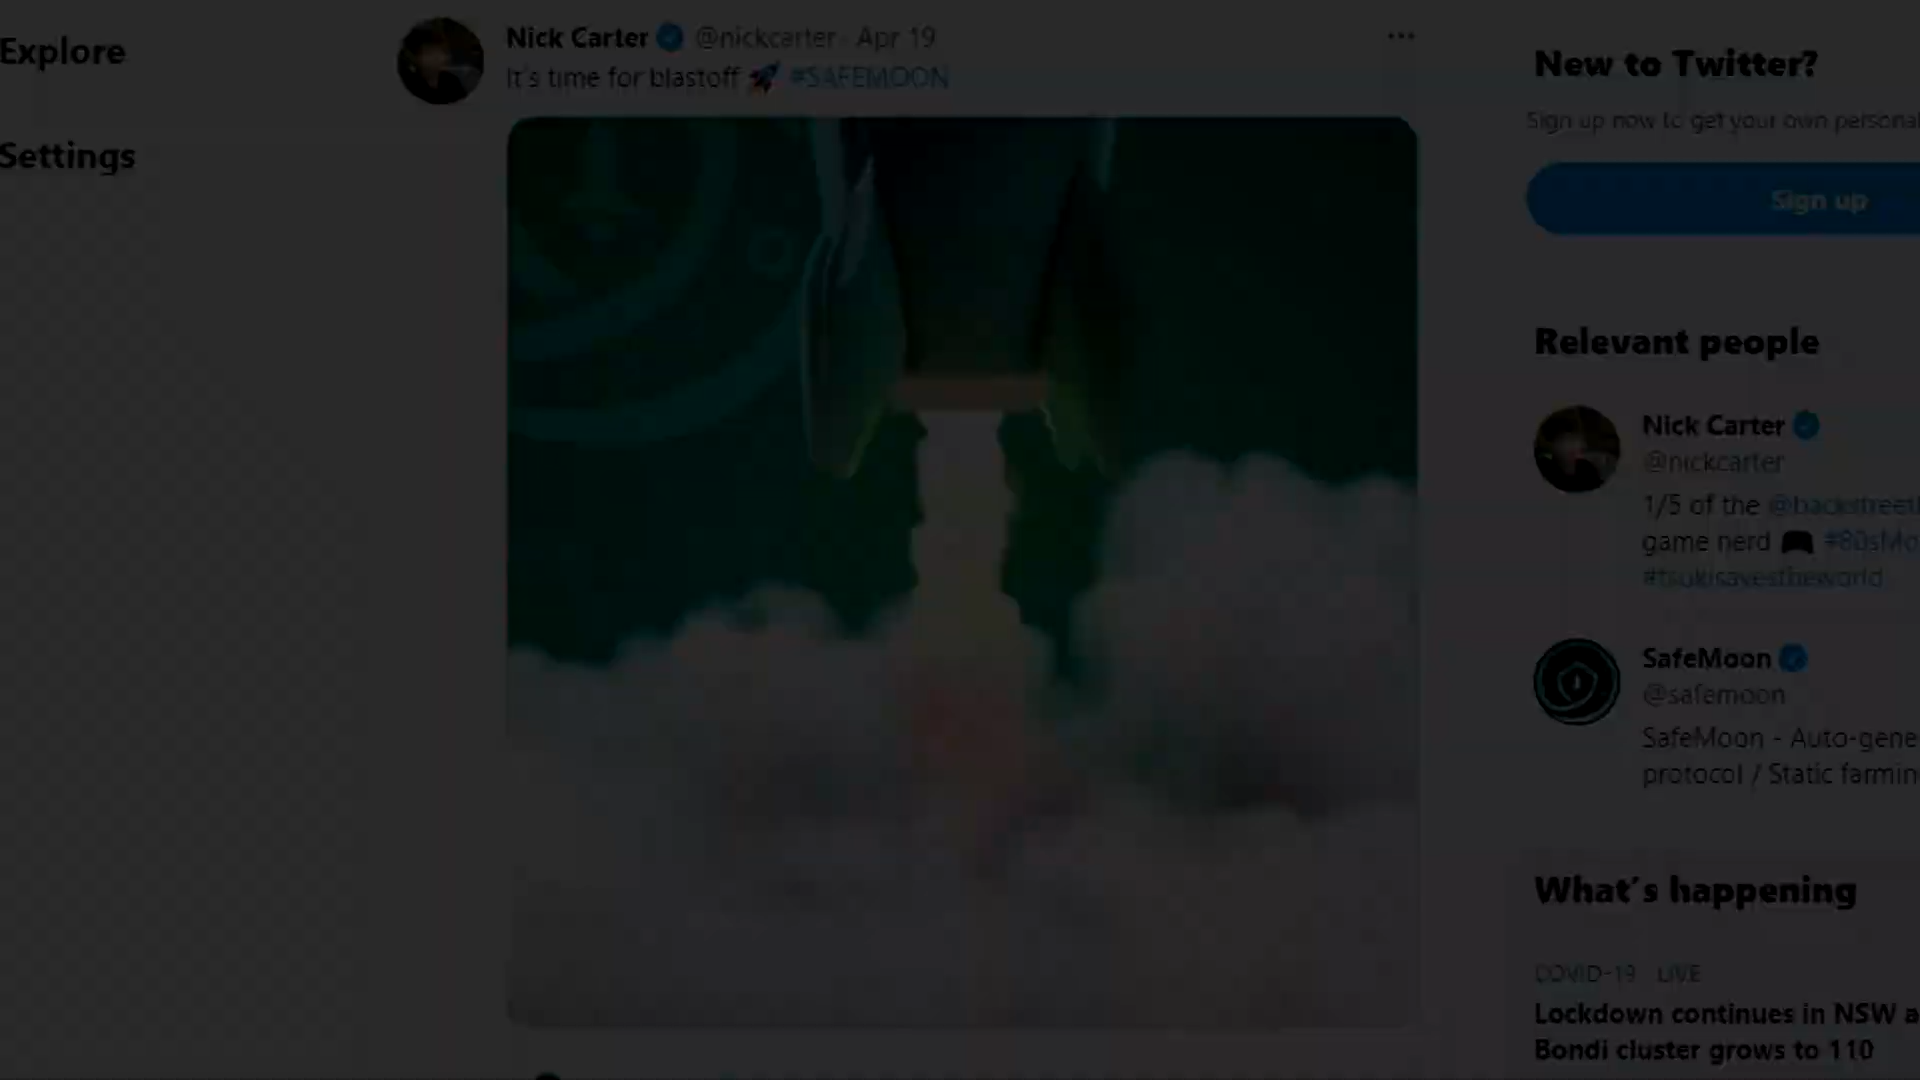 Explore
Settings
Nick Carter @nickcarter · Apr 19
It's time for blastoff 🚀 #SAFEMOON
New to Twitter?
Sign up now to get your own personal
Sign up
Relevant people
Nick Carter
@nickcarter
1/5 of the @backstreet
game nerd 🎮 #80sMo
#tsukisavestheworld
SafeMoon
@safemoon
SafeMoon - Auto-gene
protocol / Static farmin
What's happening
COVID-19 · LIVE
Lockdown continues in NSW a
Bondi cluster grows to 110